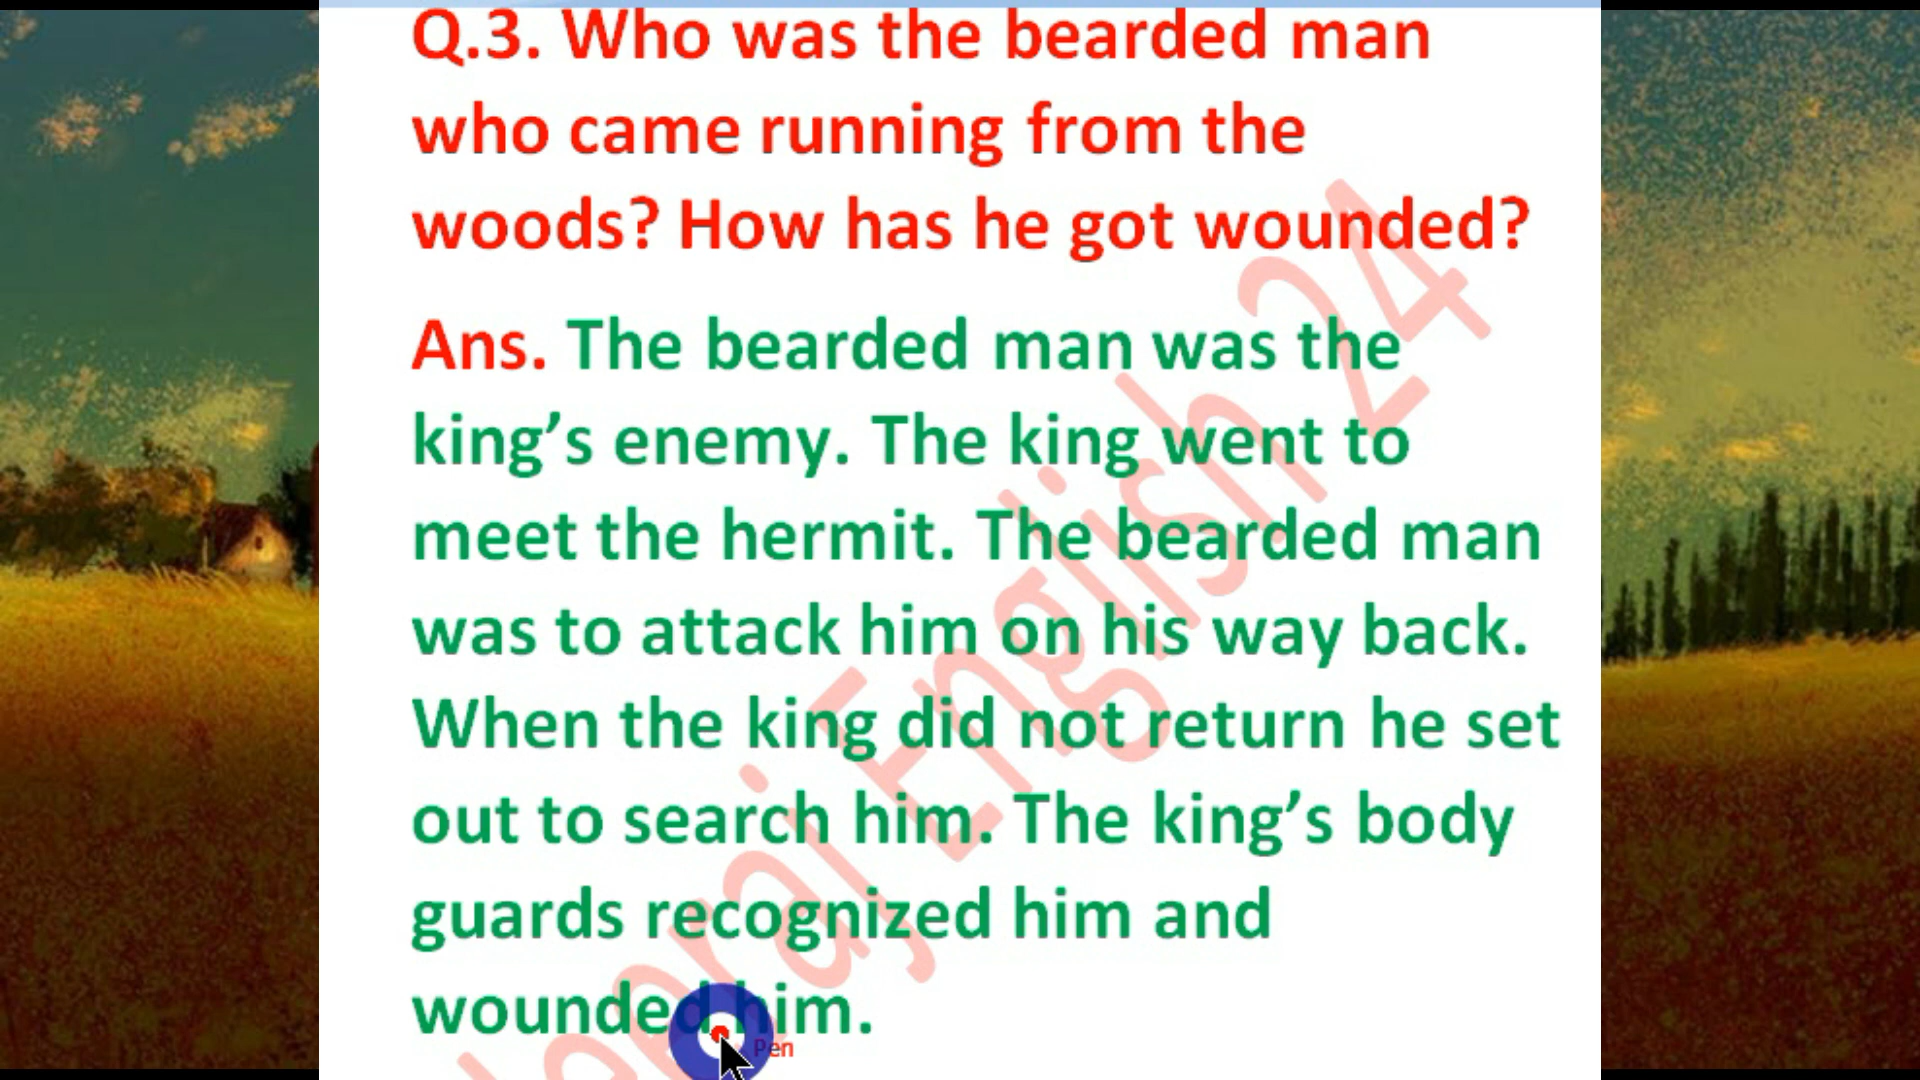 Q.3. Who was the bearded man
who came running from the
woods? How has he got wounded?
Ans. The bearded man was the
king’s enemy. The king went to
meet the hermit. The bearded man
was to attack him on his way back.
When the king did not return he set
out to search him. The king’s body
guards recognized him and
wounded him.
Pen
English 24